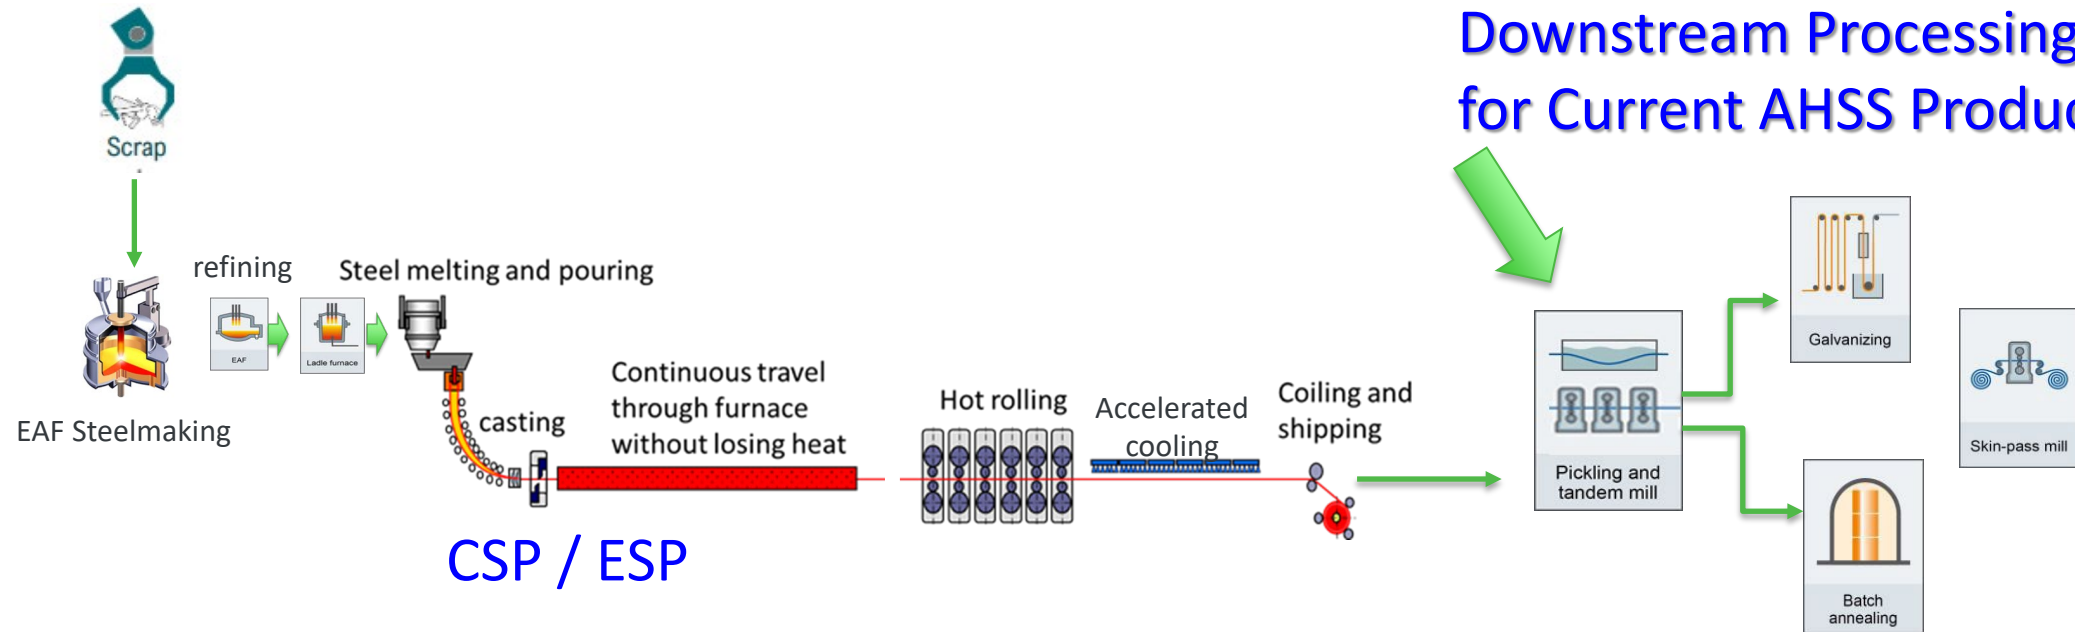 Downstream Processing
for Current AHSS Produc
Scrap
refining
Steel melting and pouring
EAF
Ladle furnace
EAF Steelmaking
casting
Continuous travel
through furnace
without losing heat
Hot rolling
Accelerated
cooling
Coiling and
shipping
CSP / ESP
Pickling and
tandem mill
Galvanizing
Skin-pass mill
Batch
annealing